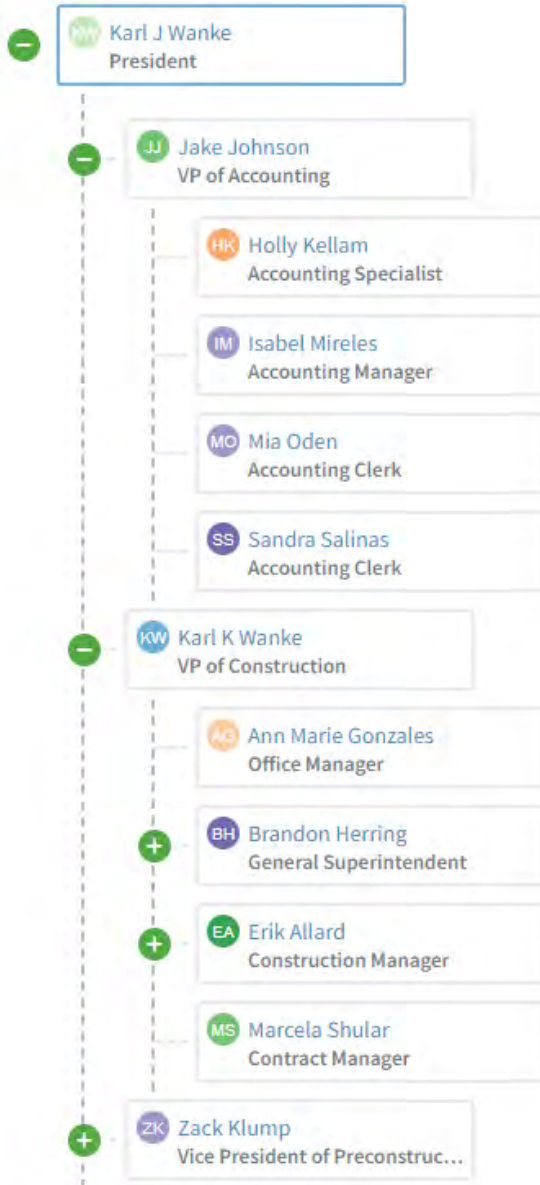 KW Karl J Wanke
President
JJ Jake Johnson
VP of Accounting
HK Holly Kellam
Accounting Specialist
IM Isabel Mireles
Accounting Manager
MO Mia Oden
Accounting Clerk
SS Sandra Salinas
Accounting Clerk
KW Karl K Wanke
VP of Construction
AG Ann Marie Gonzales
Office Manager
BH Brandon Herring
General Superintendent
EA Erik Allard
Construction Manager
MS Marcela Shular
Contract Manager
ZK Zack Klump
Vice President of Preconstruc...